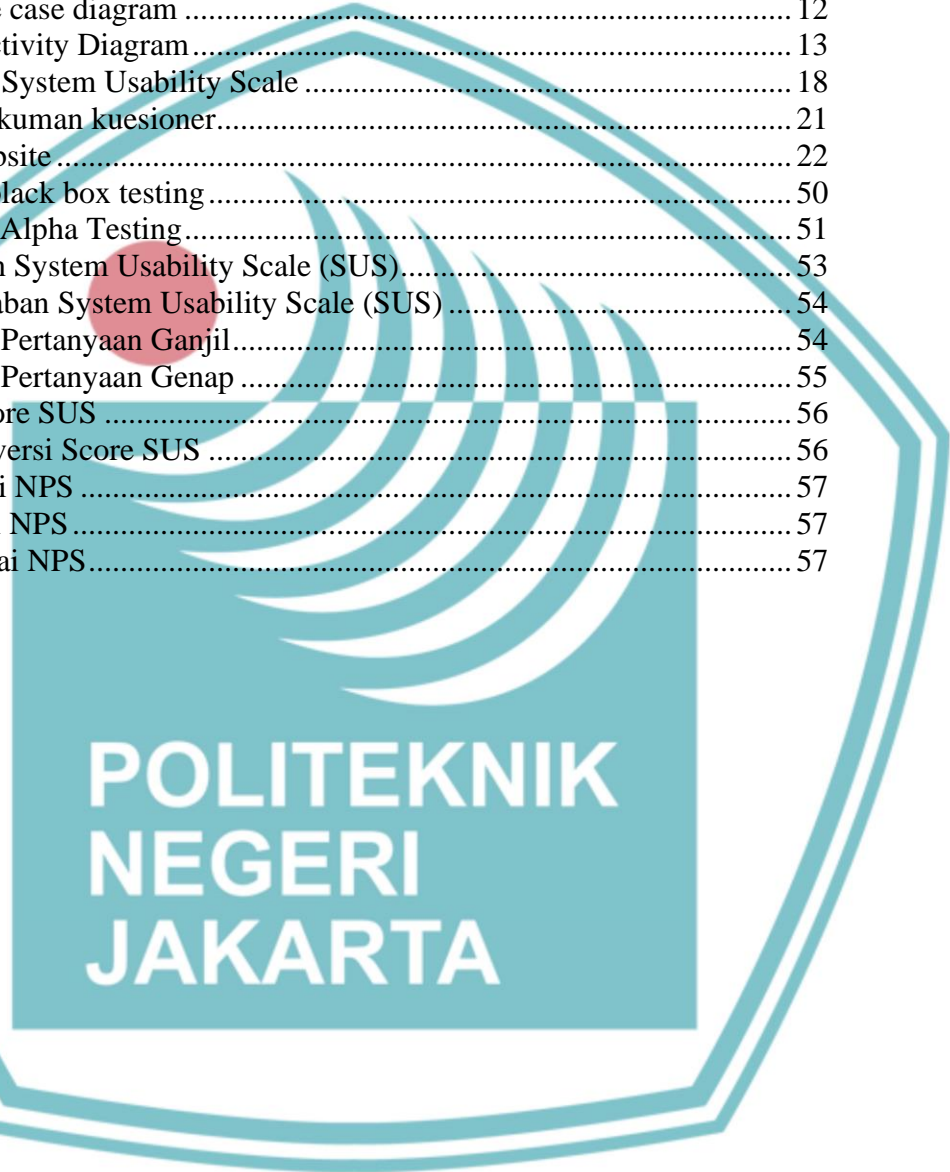 case diagram ........................................................................... 12
tivity Diagram ......................................................................... 13
System Usability Scale ............................................................ 18
kuman kuesioner ...................................................................... 21
bsite .......................................................................................... 22
lack box testing ....................................................................... 50
Alpha Testing .......................................................................... 51
System Usability Scale (SUS) ................................................ 53
aban System Usability Scale (SUS) .......................................... 54
Pertanyaan Ganjil .................................................................... 54
Pertanyaan Genap ................................................................... 55
ore SUS ..................................................................................... 56
versi Score SUS ....................................................................... 56
i NPS ........................................................................................ 57
NPS .......................................................................................... 57
ai NPS ....................................................................................... 57
POLITEKNIK
NEGERI
JAKARTA